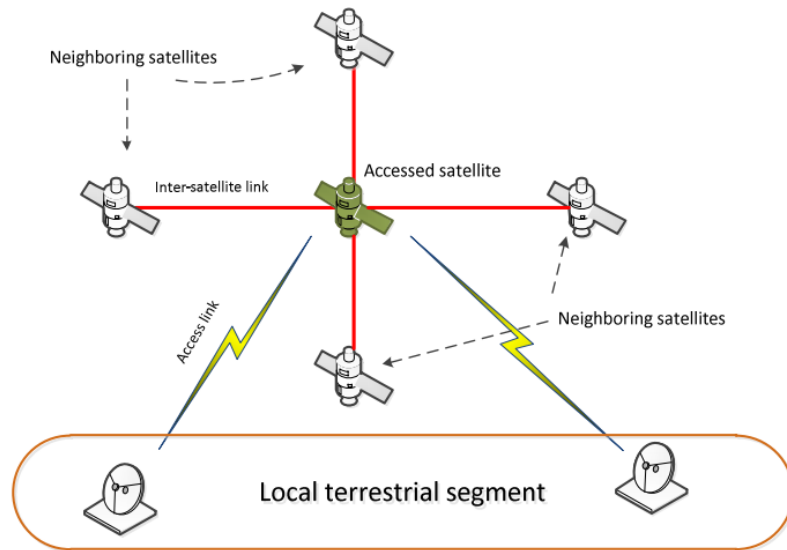 Neighboring satellites
Accessed satellite
Inter-satellite link
Access link
Neighboring satellites
Local terrestrial segment